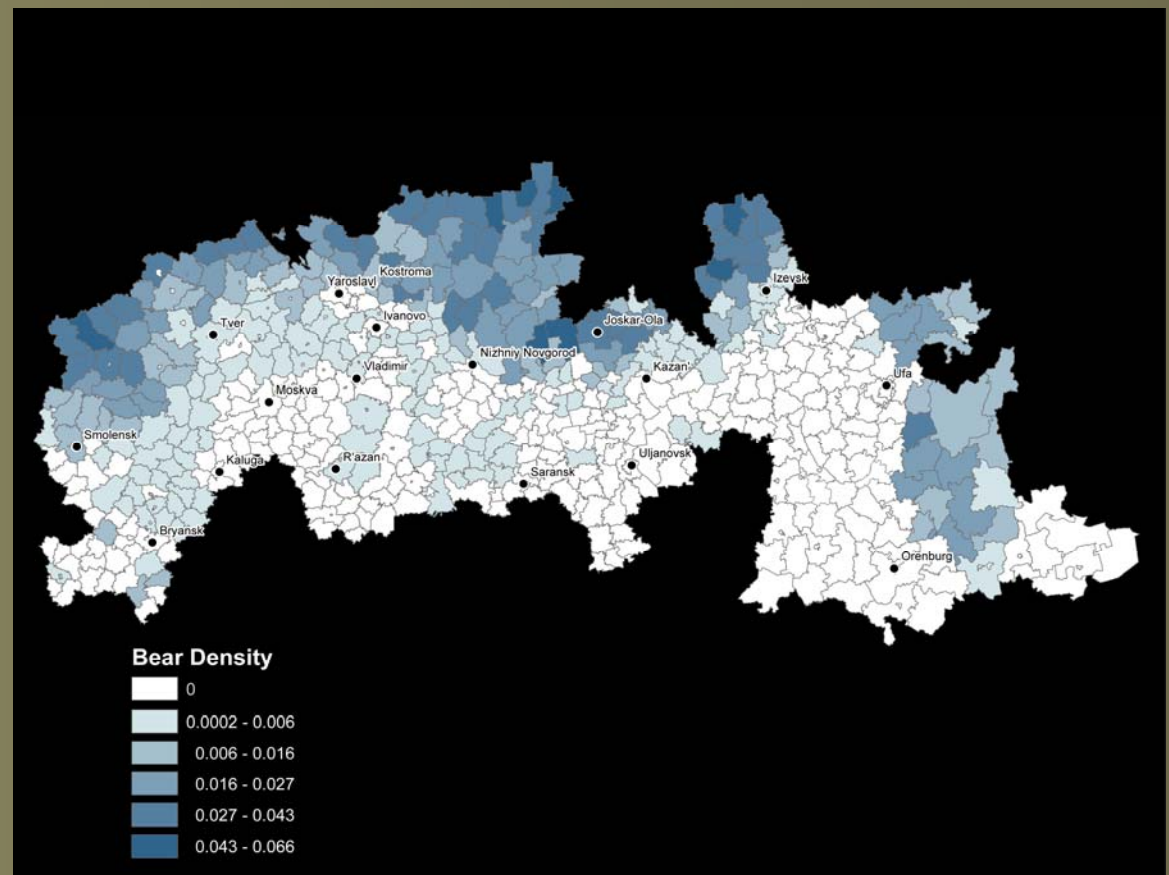 Kostroma
Yaroslavl
Izevsk
Ivanovo
Joskar-Ola
Tver
Nizhniy Novgorod
Vladimir
Kazan'
Ufa
Moskva
Smolensk
Kaluga
R'azan
Uljanovsk
Saransk
Bryansk
Orenburg
Bear Density
0
0.0002 - 0.006
0.006 - 0.016
0.016 - 0.027
0.027 - 0.043
0.043 - 0.066